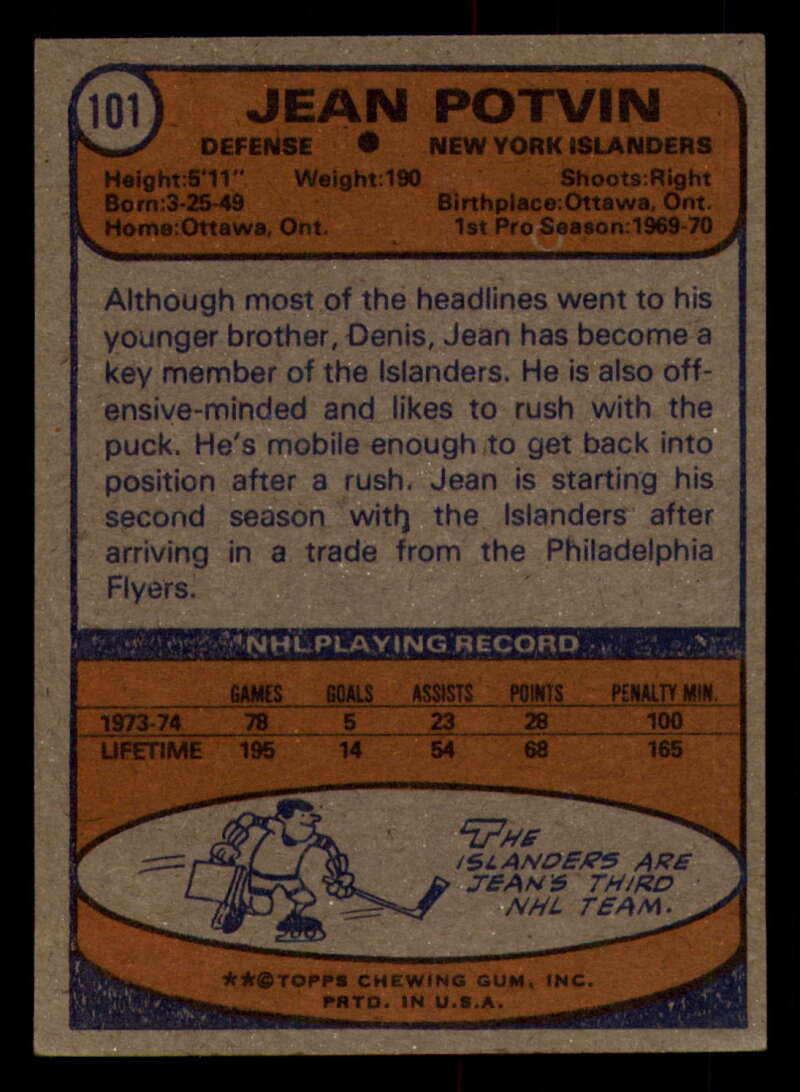 101
JEAN POTVIN
DEFENSE ● NEW YORK ISLANDERS
Height:5'11" Weight:190 Shoots:Right
Born:3-25-49 Birthplace:Ottawa, Ont.
Home:Ottawa, Ont. 1st Pro Season:1969-70
Although most of the headlines went to his
younger brother, Denis, Jean has become a
key member of the Islanders. He is also off-
ensive-minded and likes to rush with the
puck. He's mobile enough to get back into
position after a rush. Jean is starting his
second season with the Islanders after
arriving in a trade from the Philadelphia
Flyers.
NHL PLAYING RECORD
GAMES GOALS ASSISTS POINTS PENALTY MIN.
1973-74 78 5 23 28 100
LIFETIME 195 14 54 68 165
THE
ISLANDERS ARE
JEAN'S THIRD
NHL TEAM.
**©TOPPS CHEWING GUM, INC.
PRTD. IN U.S.A.